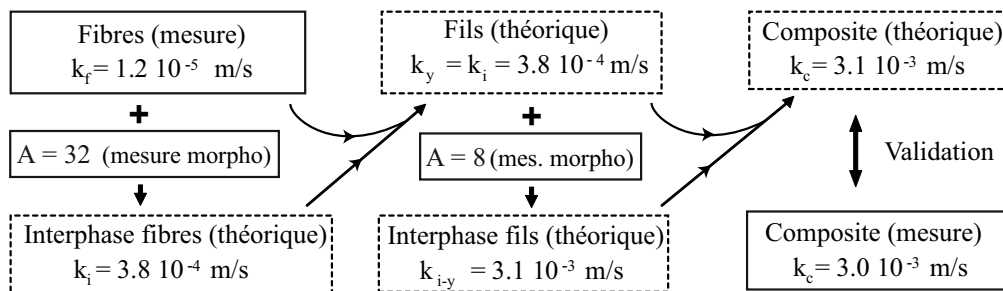 Fibres (mesure)
k_f = 1.2 10^-5 m/s
+
A = 32 (mesure morpho)
Interphase fibres (théorique)
k_i = 3.8 10^-4 m/s
Fils (théorique)
k_y = k_i = 3.8 10^-4 m/s
+
A = 8 (mes. morpho)
Interphase fils (théorique)
k_i-y = 3.1 10^-3 m/s
Composite (théorique)
k_c = 3.1 10^-3 m/s
Validation
Composite (mesure)
k_c = 3.0 10^-3 m/s